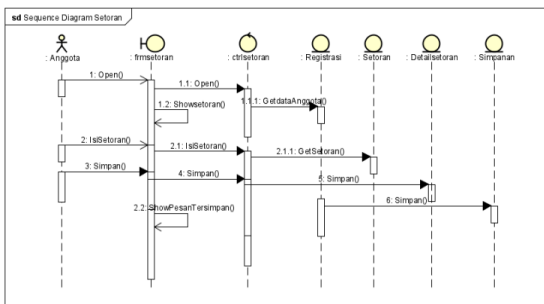 sd Sequence Diagram Setoran
: Anggota
: frmsetoran
: ctrlsetoran
: Registrasi
: Setoran
: Detailsetoran
: Simpanan
1: Open()
1.1: Open()
1.1.1: GetdataAnggota()
1.2: Showsetoran()
2: IsiSetoran()
2.1: IsiSetoran()
2.1.1: GetSetoran()
3: Simpan()
4: Simpan()
5: Simpan()
6: Simpan()
2.2: ShowPesanTersimpan()